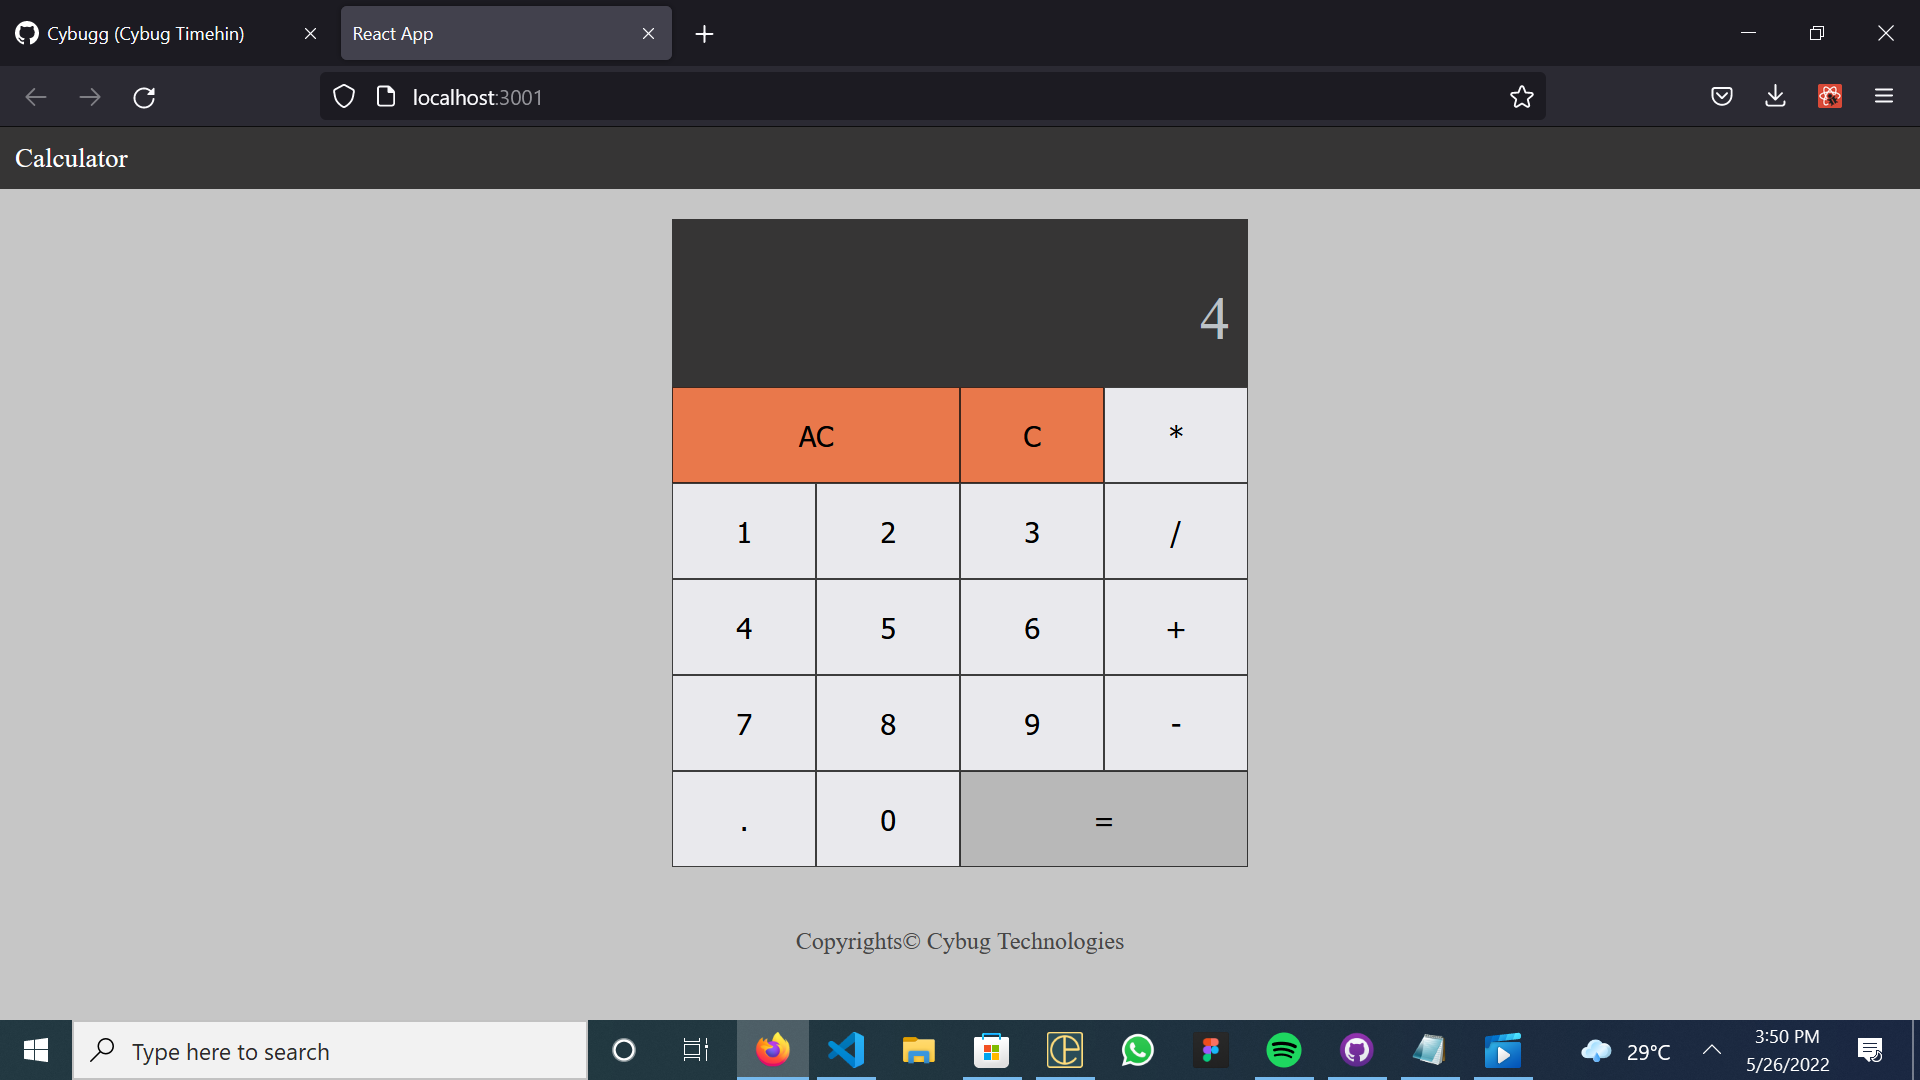 Cybugg (Cybug Timehin)
React App
localhost:3001
Calculator
4
AC C *
1 2 3 /
4 5 6 +
7 8 9 -
. 0 =
Copyrights© Cybug Technologies
Type here to search
29°C
3:50 PM
5/26/2022